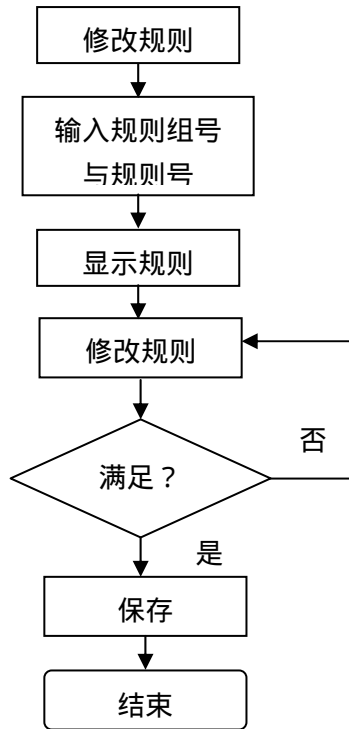 修改规则
输入规则组号
与规则号
显示规则
修改规则
满足？
否
是
保存
结束